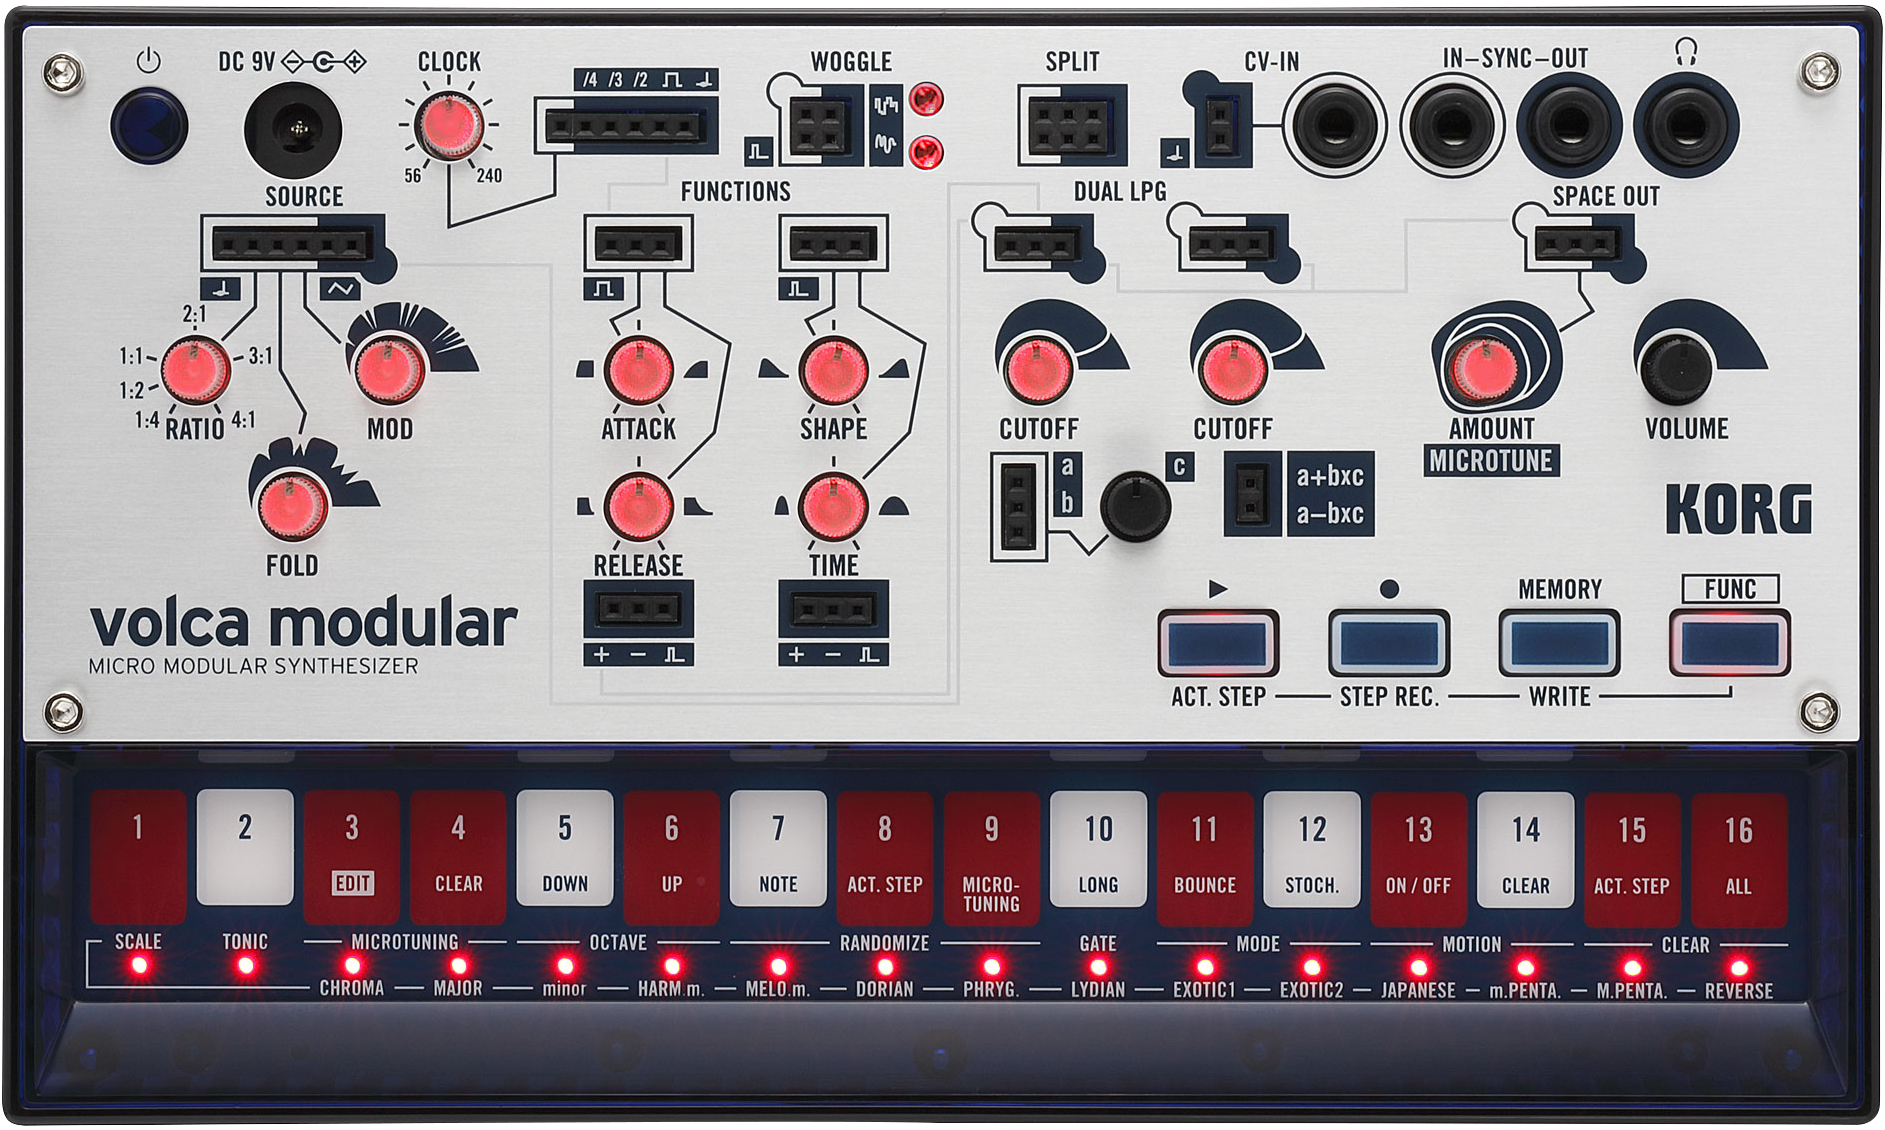 DC 9V
CLOCK
/4 /3 /2
WOGGLE
SPLIT
CV-IN
IN–SYNC–OUT
56
240
SOURCE
FUNCTIONS
DUAL LPG
SPACE OUT
2:1
1:1
3:1
1:2
1:4
RATIO
4:1
MOD
ATTACK
SHAPE
CUTOFF
CUTOFF
AMOUNT
VOLUME
MICROTUNE
a
b
c
a+bxc
a–bxc
KORG
FOLD
RELEASE
TIME
volca modular
MICRO MODULAR SYNTHESIZER
+ –
+ –
MEMORY
FUNC
ACT. STEP
STEP REC.
WRITE
1 2 3 4 5 6 7 8 9 10 11 12 13 14 15 16
EDIT CLEAR DOWN UP NOTE ACT. STEP MICRO-TUNING LONG BOUNCE STOCH. ON / OFF CLEAR ACT. STEP ALL
SCALE TONIC MICROTUNING OCTAVE RANDOMIZE GATE MODE MOTION CLEAR
CHROMA – MAJOR – minor – HARM.m. – MELO.m. – DORIAN – PHRYG. – LYDIAN – EXOTIC1 – EXOTIC2 – JAPANESE – m.PENTA. – M.PENTA. – REVERSE